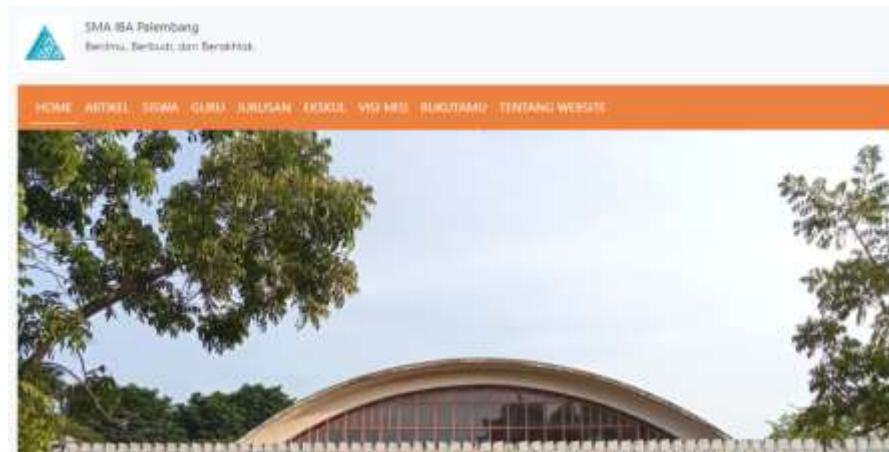 SMA IBA Palembang
Berilmu, Berbudi, dan Berakhlak.
HOME ARTIKEL SISWA GURU JURUSAN EKSKUL VISI MISI BUKUTAMU TENTANG WEBSITE